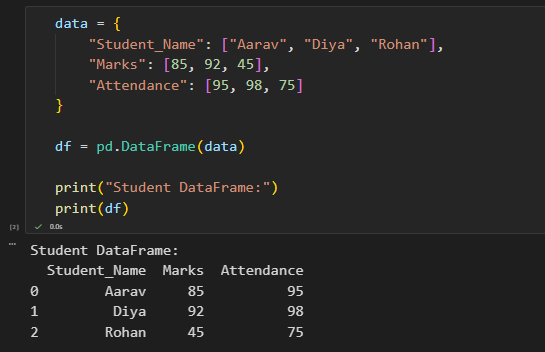 data = {
    "Student_Name": ["Aarav", "Diya", "Rohan"],
    "Marks": [85, 92, 45],
    "Attendance": [95, 98, 75]
}
df = pd.DataFrame(data)
print("Student DataFrame:")
print(df)
[2] ✓ 0.0s
... Student DataFrame:
  Student_Name  Marks  Attendance
0        Aarav     85          95
1         Diya     92          98
2        Rohan     45          75